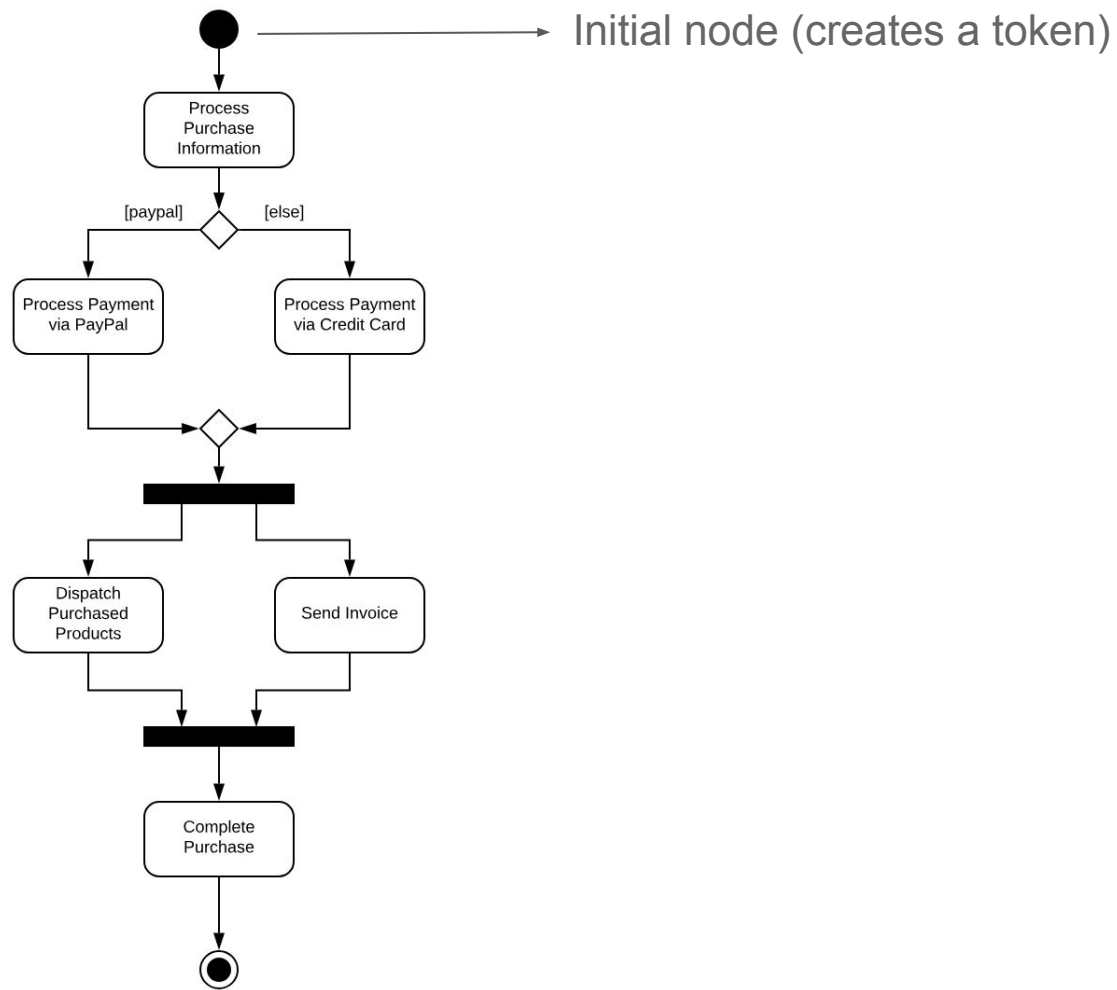 Initial node (creates a token)
Process
Purchase
Information
[paypal]
[else]
Process Payment
via PayPal
Process Payment
via Credit Card
Dispatch
Purchased
Products
Send Invoice
Complete
Purchase